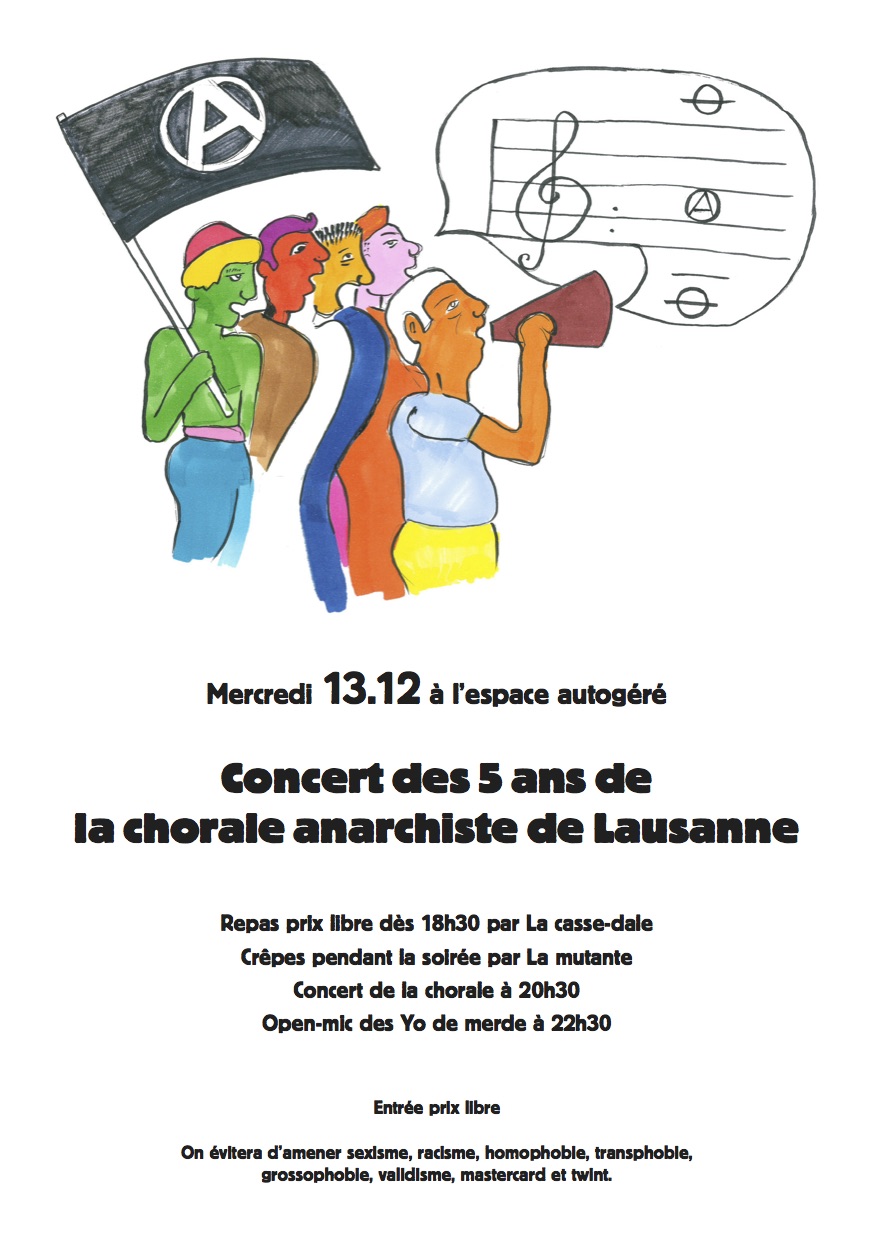 A
A
Mercredi 13.12 à l'espace autogéré
Concert des 5 ans de
la chorale anarchiste de Lausanne
Repas prix libre dès 18h30 par La casse-dale
Crêpes pendant la soirée par La mutante
Concert de la chorale à 20h30
Open-mic des Yo de merde à 22h30
Entrée prix libre
On évitera d'amener sexisme, racisme, homophobie, transphobie,
grossophobie, validisme, mastercard et twint.